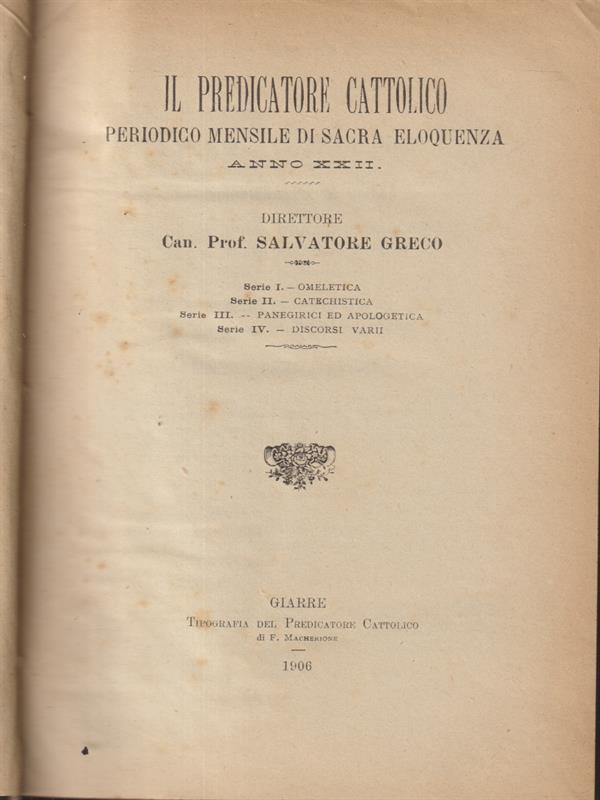 IL PREDICATORE CATTOLICO
PERIODICO MENSILE DI SACRA ELOQUENZA
ANNO XXII.
DIRETTORE
Can. Prof. SALVATORE GRECO
Serie I. — OMELETICA
Serie II. — CATECHISTICA
Serie III. — PANEGIRICI ED APOLOGETICA
Serie IV. — DISCORSI VARII
GIARRE
TIPOGRAFIA DEL PREDICATORE CATTOLICO
di F. MACHERIONE
1906